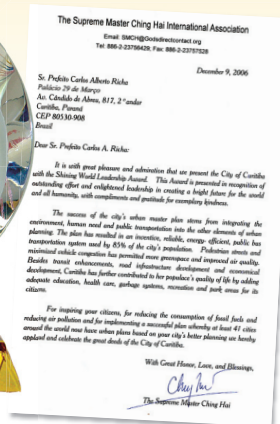 The Supreme Master Ching Hai International Association
Email: SMCH@Godsdirectcontact.org
Tel: 886-2-23756429; Fax: 886-2-23757528
December 9, 2006
Sr. Prefeito Carlos Alberto Richa
Palácio 29 de Março
Av. Cândido de Abreu, 817, 2º andar
Curitiba, Paraná
CEP 80530-908
Brasil
Dear Sr. Prefeito Carlos A. Richa:
It is with great pleasure and admiration that we present the City of Curitiba
with the Shining World Leadership Award. This Award is presented in recognition of
outstanding effort and enlightened leadership in creating a bright future for the world
and all humanity, with compliments and gratitude for exemplary kindness.
The success of the city's urban master plan stems from integrating the
environment, human need and public transportation into the other elements of urban
planning. The plan has resulted in an inventive, reliable, energy-efficient, public bus
transportation system used by 85% of the city's population. Pedestrian streets and
minimized vehicle congestion has permitted more greenspace and improved air quality.
Besides transit enhancements, road infrastructure development and economical
development, Curitiba has further contributed to her populace's quality of life by adding
adequate education, health care, garbage systems, recreation and park areas for its
citizens.
For inspiring your citizens, for reducing the consumption of fossil fuels and
reducing air pollution and for implementing a successful plan whereby at least 41 cities
around the world now have urban plans based on your city's better planning we hereby
applaud and celebrate the great deeds of the City of Curitiba.
With Great Honor, Love, and Blessings,
The Supreme Master Ching Hai